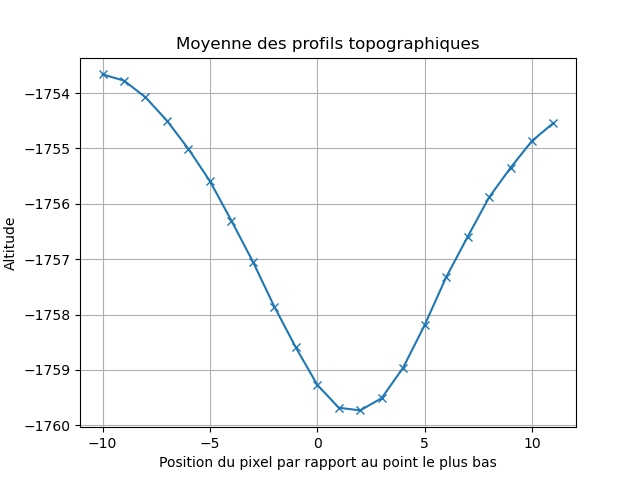 Moyenne des profils topographiques
Altitude
−1754
−1755
−1756
−1757
−1758
−1759
−1760
−10 −5 0 5 10
Position du pixel par rapport au point le plus bas